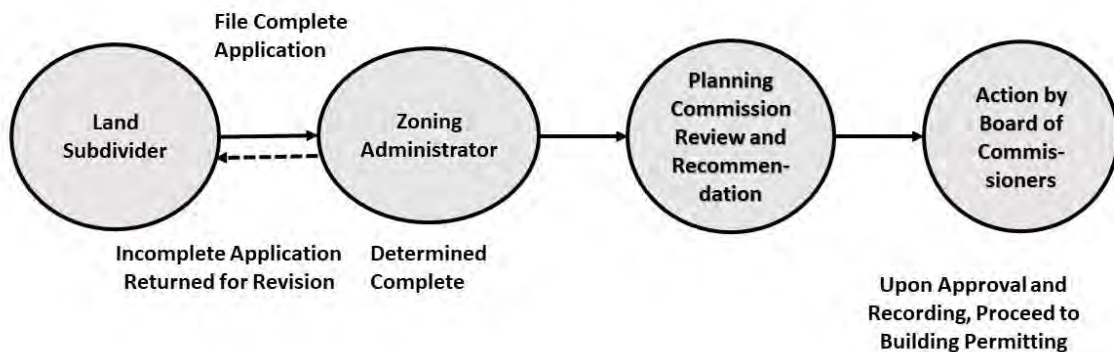 File Complete
Application
Land
Subdivider
Zoning
Administrator
Planning
Commission
Review and
Recommen-
dation
Action by
Board of
Commis-
sioners
Incomplete Application
Returned for Revision
Determined
Complete
Upon Approval and
Recording, Proceed to
Building Permitting